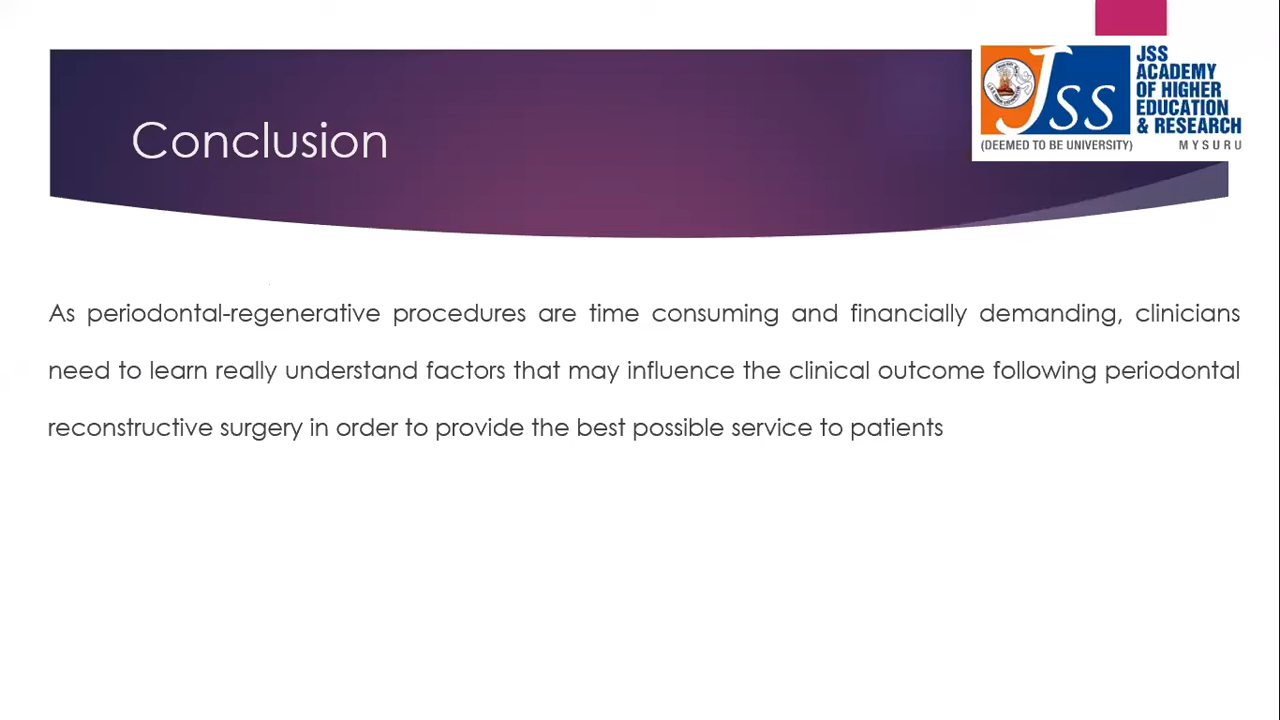 Conclusion
JSS
JSS
ACADEMY
OF HIGHER
EDUCATION
& RESEARCH
(DEEMED TO BE UNIVERSITY) MYSURU
As periodontal-regenerative procedures are time consuming and financially demanding, clinicians
need to learn really understand factors that may influence the clinical outcome following periodontal
reconstructive surgery in order to provide the best possible service to patients